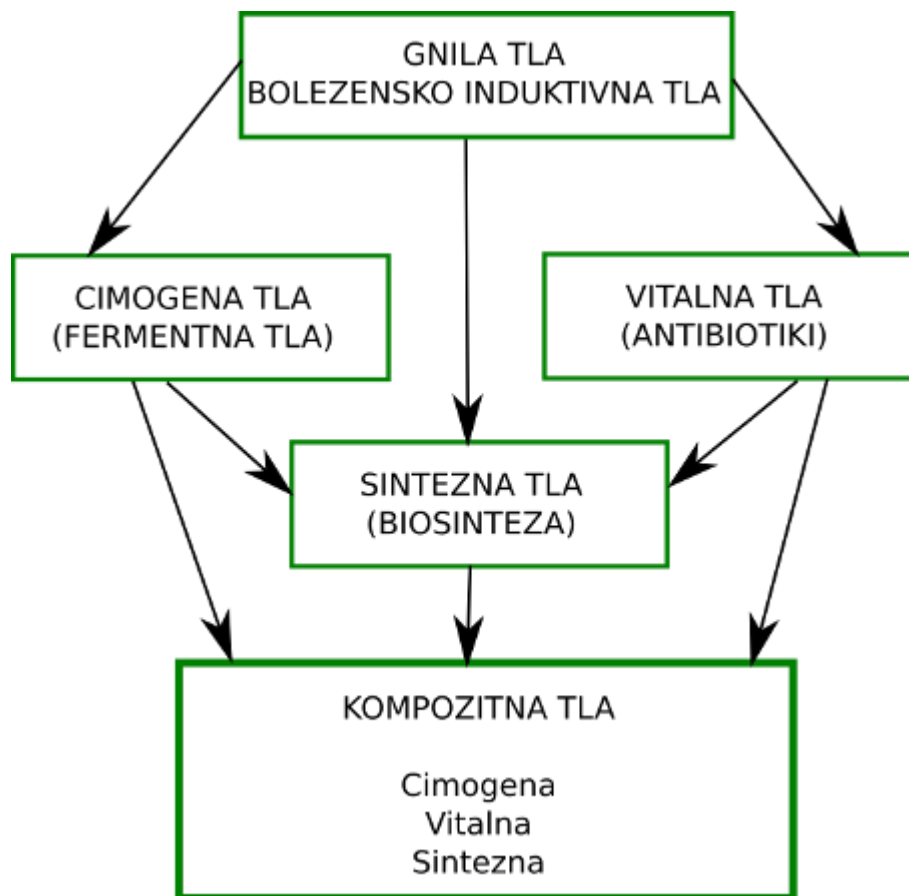 GNILA TLA
BOLEZENSKO INDUKTIVNA TLA
CIMOGENA TLA
(FERMENTNA TLA)
VITALNA TLA
(ANTIBIOTIKI)
SINTEZNA TLA
(BIOSINTEZA)
KOMPOZITNA TLA
Cimogena
Vitalna
Sintezna